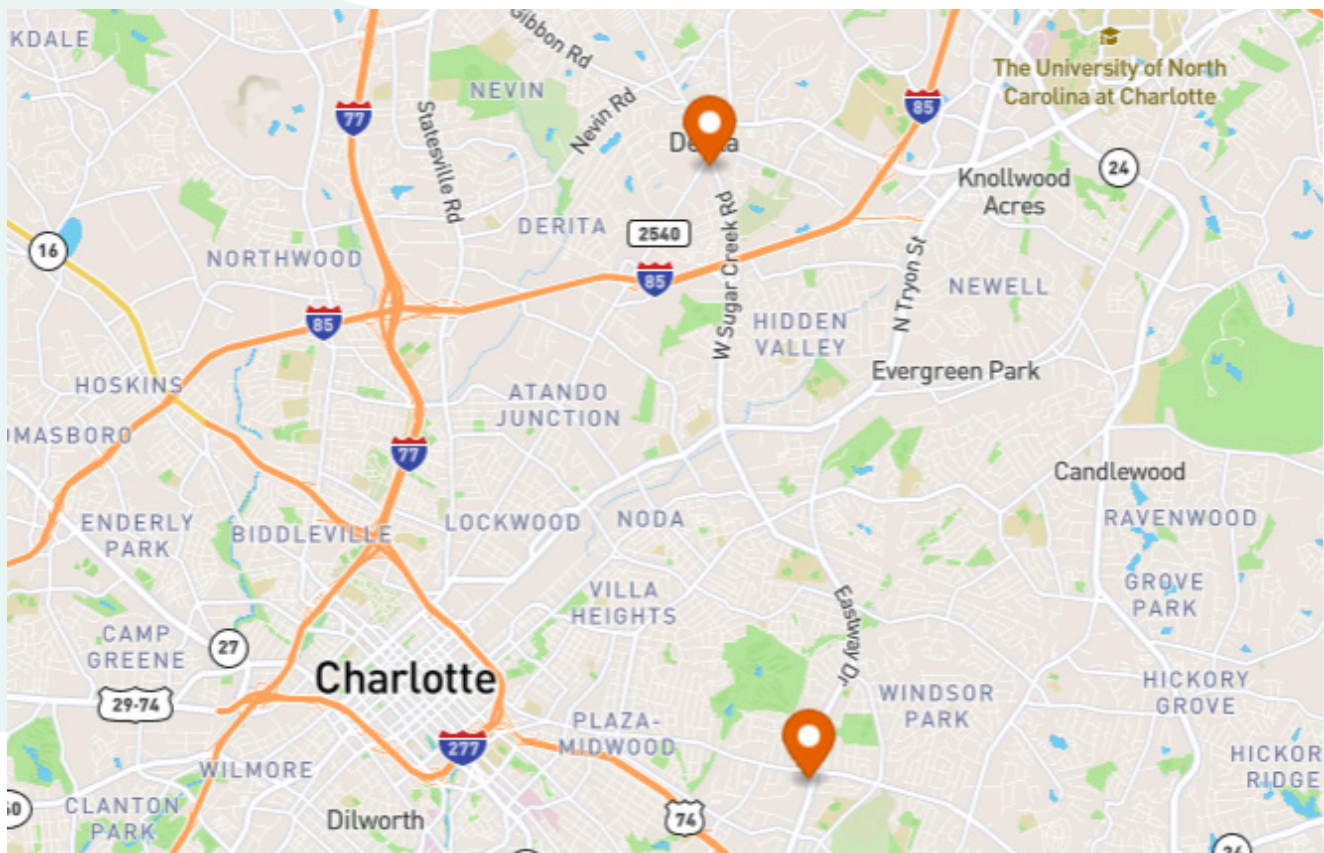 KDALE
Gibbon Rd
NEVIN
Nevin Rd
77
Statesville Rd
85
The University of North
Carolina at Charlotte
24
Knollwood
Acres
DERITA
2540
W Sugar Creek Rd
16
NORTHWOOD
85
85
N Tryon St
NEWELL
HIDDEN
VALLEY
Evergreen Park
HOSKINS
ATANDO
JUNCTION
OMASBORO
77
Candlewood
ENDERLY
PARK
BIDDLEVILLE
LOCKWOOD
NODA
RAVENWOOD
VILLA
HEIGHTS
Eastway Dr
GROVE
PARK
CAMP
GREENE
27
Charlotte
29-74
WINDSOR
PARK
HICKORY
GROVE
PLAZA-
MIDWOOD
277
WILMORE
HICKOR
RIDGE
CLANTON
PARK
Dilworth
74